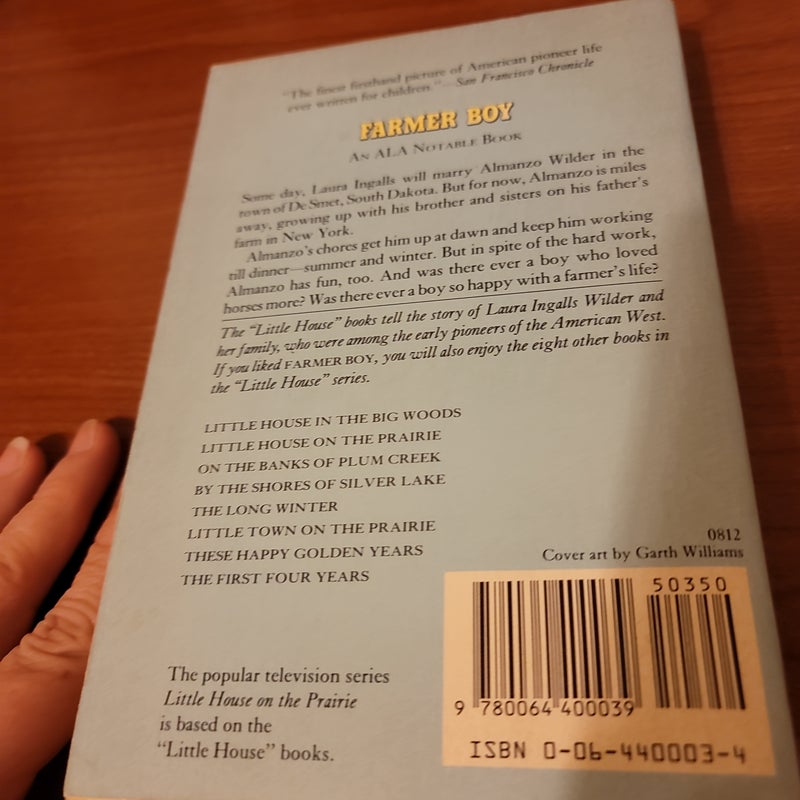 "The finest firsthand picture of American pioneer life
ever written for children."—San Francisco Chronicle
FARMER BOY
AN ALA NOTABLE BOOK
Some day, Laura Ingalls will marry Almanzo Wilder in the
town of De Smet, South Dakota. But for now, Almanzo is miles
away, growing up with his brother and sisters on his father's
farm in New York.
Almanzo's chores get him up at dawn and keep him working
till dinner—summer and winter. But in spite of the hard work,
Almanzo has fun, too. And was there ever a boy who loved
horses more? Was there ever a boy so happy with a farmer's life?
The "Little House" books tell the story of Laura Ingalls Wilder and
her family, who were among the early pioneers of the American West.
If you liked FARMER BOY, you will also enjoy the eight other books in
the "Little House" series.
LITTLE HOUSE IN THE BIG WOODS
LITTLE HOUSE ON THE PRAIRIE
ON THE BANKS OF PLUM CREEK
BY THE SHORES OF SILVER LAKE
THE LONG WINTER
LITTLE TOWN ON THE PRAIRIE
THESE HAPPY GOLDEN YEARS
THE FIRST FOUR YEARS
0812
Cover art by Garth Williams
The popular television series
Little House on the Prairie
is based on the
"Little House" books.
50350
9 780064 400039
ISBN 0-06-440003-4